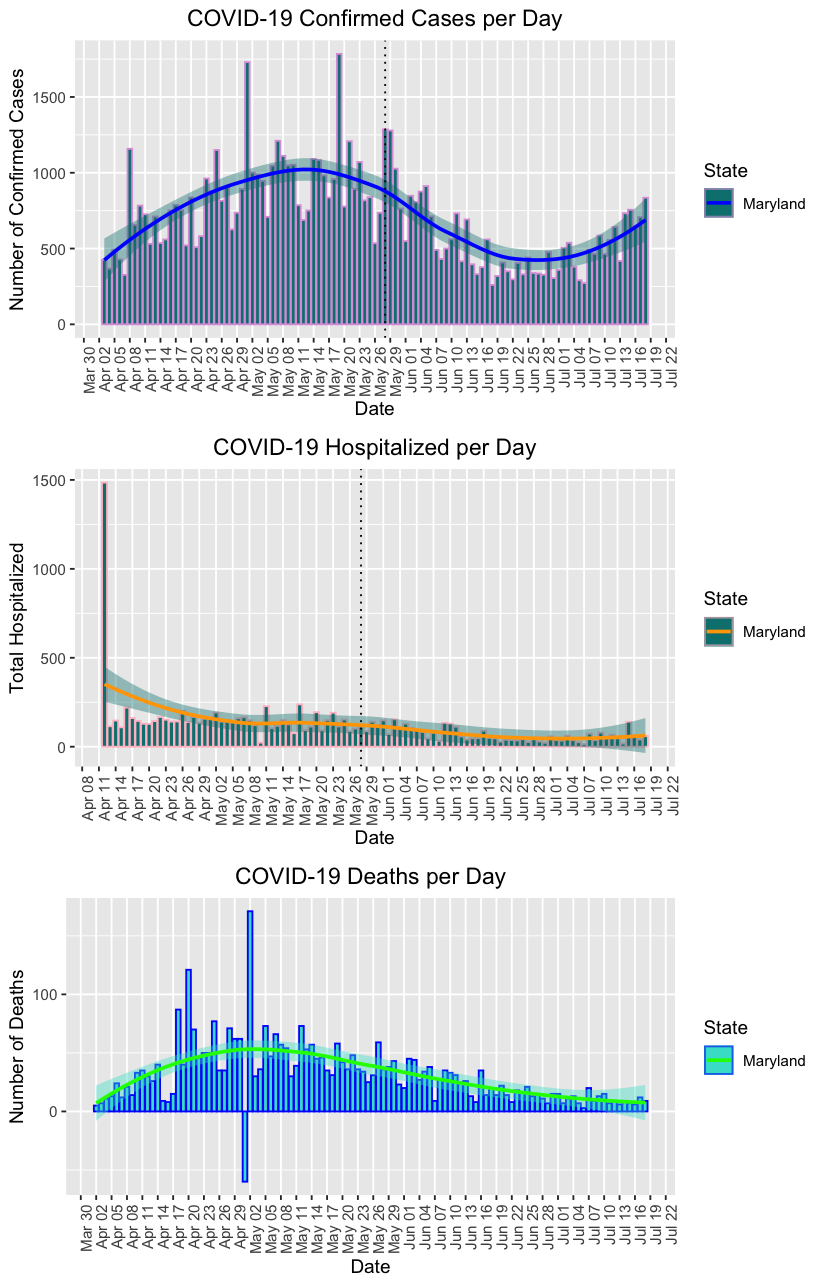 COVID-19 Confirmed Cases per Day
Number of Confirmed Cases
1500
1000
500
0
Mar 30
Apr 02
Apr 05
Apr 08
Apr 11
Apr 14
Apr 17
Apr 20
Apr 23
Apr 26
Apr 29
May 02
May 05
May 08
May 11
May 14
May 17
May 20
May 23
May 26
May 29
Jun 01
Jun 04
Jun 07
Jun 10
Jun 13
Jun 16
Jun 19
Jun 22
Jun 25
Jun 28
Jul 01
Jul 04
Jul 07
Jul 10
Jul 13
Jul 16
Jul 19
Jul 22
Date
State
Maryland
COVID-19 Hospitalized per Day
Total Hospitalized
1500
1000
500
0
Apr 08
Apr 11
Apr 14
Apr 17
Apr 20
Apr 23
Apr 26
Apr 29
May 02
May 05
May 08
May 11
May 14
May 17
May 20
May 23
May 26
May 29
Jun 01
Jun 04
Jun 07
Jun 10
Jun 13
Jun 16
Jun 19
Jun 22
Jun 25
Jun 28
Jul 01
Jul 04
Jul 07
Jul 10
Jul 13
Jul 16
Jul 19
Jul 22
Date
State
Maryland
COVID-19 Deaths per Day
Number of Deaths
100
0
Mar 30
Apr 02
Apr 05
Apr 08
Apr 11
Apr 14
Apr 17
Apr 20
Apr 23
Apr 26
Apr 29
May 02
May 05
May 08
May 11
May 14
May 17
May 20
May 23
May 26
May 29
Jun 01
Jun 04
Jun 07
Jun 10
Jun 13
Jun 16
Jun 19
Jun 22
Jun 25
Jun 28
Jul 01
Jul 04
Jul 07
Jul 10
Jul 13
Jul 16
Jul 19
Jul 22
Date
State
Maryland